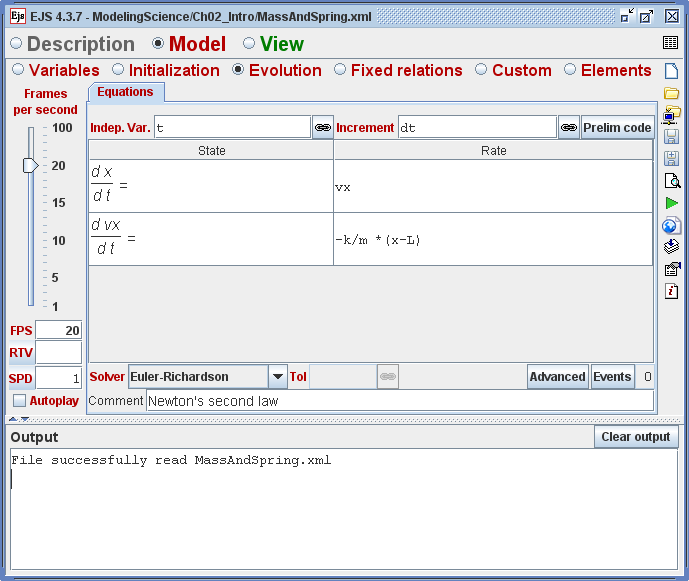 Ejs EJS 4.3.7 - ModelingScience/Ch02_Intro/MassAndSpring.xml
Description Model View
Variables Initialization Evolution Fixed relations Custom Elements
Frames
per second
100
20
15
10
5
1
FPS 20
RTV
SPD 1
Autoplay
Equations
Indep. Var. t Increment dt Prelim code
State Rate
d x
d t = vx
d vx
d t = -k/m *(x-L)
Solver Euler-Richardson Tol Advanced Events 0
Comment Newton's second law
Output Clear output
File successfully read MassAndSpring.xml